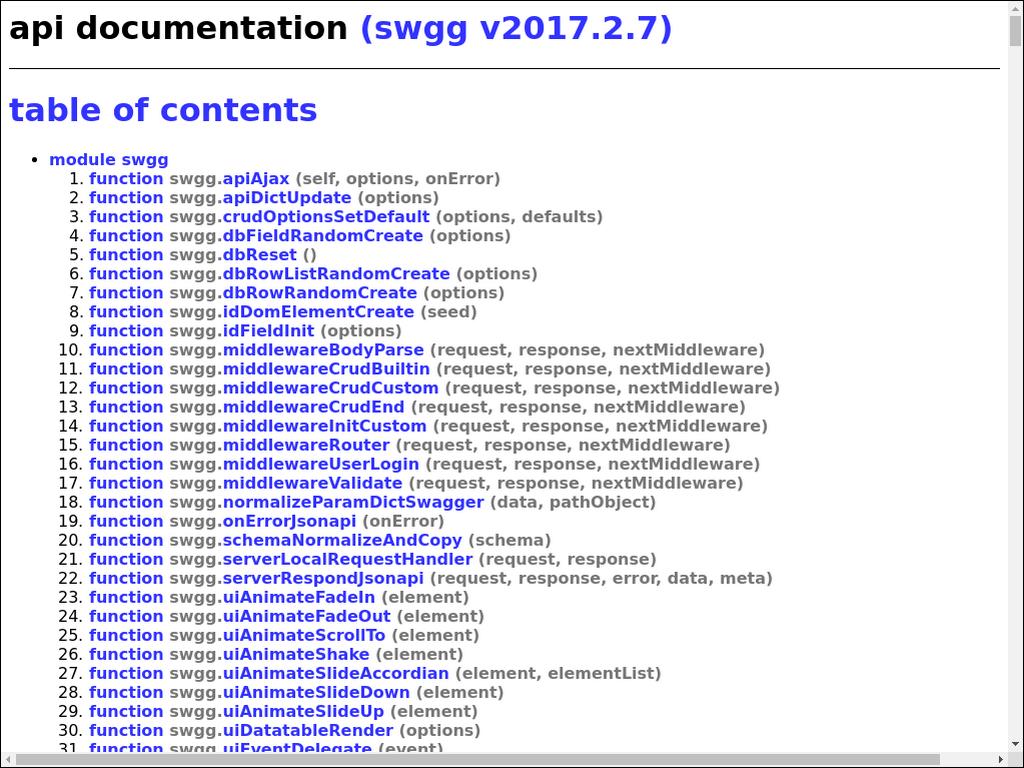 api documentation (swgg v2017.2.7)
table of contents
• module swgg
1. function swgg.apiAjax (self, options, onError)
2. function swgg.apiDictUpdate (options)
3. function swgg.crudOptionsSetDefault (options, defaults)
4. function swgg.dbFieldRandomCreate (options)
5. function swgg.dbReset ()
6. function swgg.dbRowListRandomCreate (options)
7. function swgg.dbRowRandomCreate (options)
8. function swgg.idDomElementCreate (seed)
9. function swgg.idFieldInit (options)
10. function swgg.middlewareBodyParse (request, response, nextMiddleware)
11. function swgg.middlewareCrudBuiltin (request, response, nextMiddleware)
12. function swgg.middlewareCrudCustom (request, response, nextMiddleware)
13. function swgg.middlewareCrudEnd (request, response, nextMiddleware)
14. function swgg.middlewareInitCustom (request, response, nextMiddleware)
15. function swgg.middlewareRouter (request, response, nextMiddleware)
16. function swgg.middlewareUserLogin (request, response, nextMiddleware)
17. function swgg.middlewareValidate (request, response, nextMiddleware)
18. function swgg.normalizeParamDictSwagger (data, pathObject)
19. function swgg.onErrorJsonapi (onError)
20. function swgg.schemaNormalizeAndCopy (schema)
21. function swgg.serverLocalRequestHandler (request, response)
22. function swgg.serverRespondJsonapi (request, response, error, data, meta)
23. function swgg.uiAnimateFadeIn (element)
24. function swgg.uiAnimateFadeOut (element)
25. function swgg.uiAnimateScrollTo (element)
26. function swgg.uiAnimateShake (element)
27. function swgg.uiAnimateSlideAccordian (element, elementList)
28. function swgg.uiAnimateSlideDown (element)
29. function swgg.uiAnimateSlideUp (element)
30. function swgg.uiDatatableRender (options)
31. function swgg.uiEventDelegate (event)